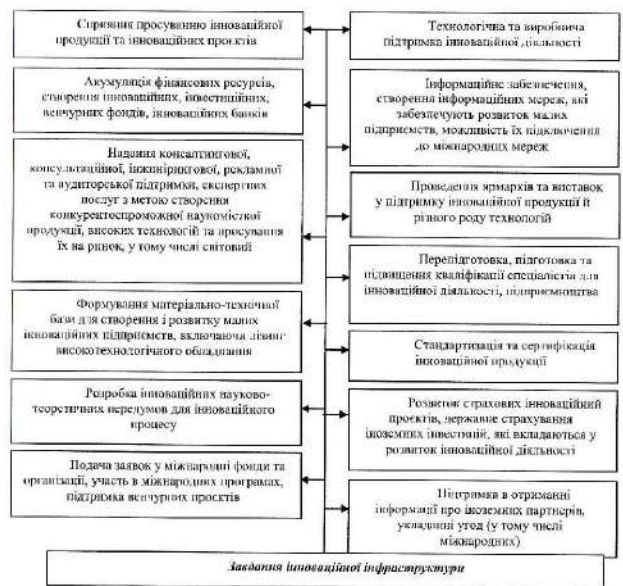 Сприяння просуванню інноваційної
продукції та інноваційних проєктів
Акумуляція фінансових ресурсів,
створення інноваційних, інвестиційних,
венчурних фондів, інноваційних банків
Надання консалтингової,
консультаційної, інжинірингової, рекламної
та аудиторської підтримки, експертних
послуг з метою створення
конкурентоспроможної наукомісткої
продукції, високих технологій та просування
їх на ринок, у тому числі світовий
Формування матеріально-технічної
бази для створення і розвитку малих
інноваційних підприємств, включаючи лізинг
високотехнологічного обладнання
Розробка інноваційних науково-
теоретичних передумов для інноваційного
процесу
Подача заявок у міжнародні фонди та
організації, участь в міжнародних програмах,
підтримка венчурних проєктів
Технологічна та виробнича
підтримка інноваційної діяльності
Інформаційне забезпечення,
створення інформаційних мереж, які
забезпечують розвиток малих
підприємств, можливість їх підключення
до міжнародних мереж
Проведення ярмарків та виставок
у підтримку інноваційної продукції й
різного роду технологій
Перепідготовка, підготовка та
підвищення кваліфікації спеціалістів для
інноваційної діяльності, підприємництва
Стандартизація та сертифікація
інноваційної продукції
Розвиток страхових інноваційний
проєктів, державне страхування
іноземних інвестицій, які вкладаються у
розвиток інноваційної діяльності
Підтримка в отриманні
інформації про іноземних партнерів,
укладанні угод (у тому числі
міжнародних)
Завдання інноваційної інфраструктури